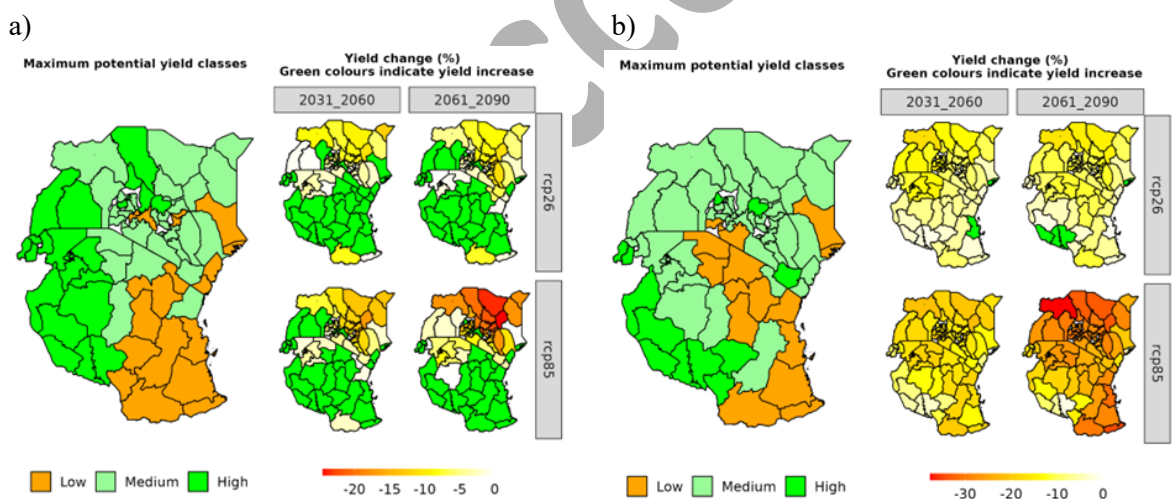 a)
Maximum potential yield classes
Yield change (%)
Green colours indicate yield increase
2031_2060
2061_2090
rcp26
rcp85
Low
Medium
High
-20
-15
-10
-5
0
b)
Maximum potential yield classes
Yield change (%)
Green colours indicate yield increase
2031_2060
2061_2090
rcp26
rcp85
Low
Medium
High
-30
-20
-10
0